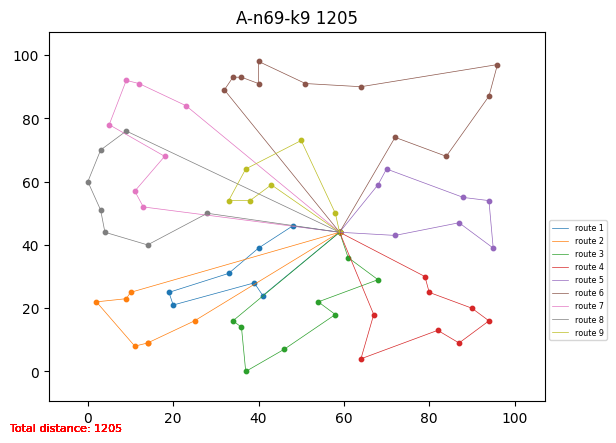 A-n69-k9 1205
100
80
60
40
20
0
0 20 40 60 80 100
route 1
route 2
route 3
route 4
route 5
route 6
route 7
route 8
route 9
Total distance: 1205